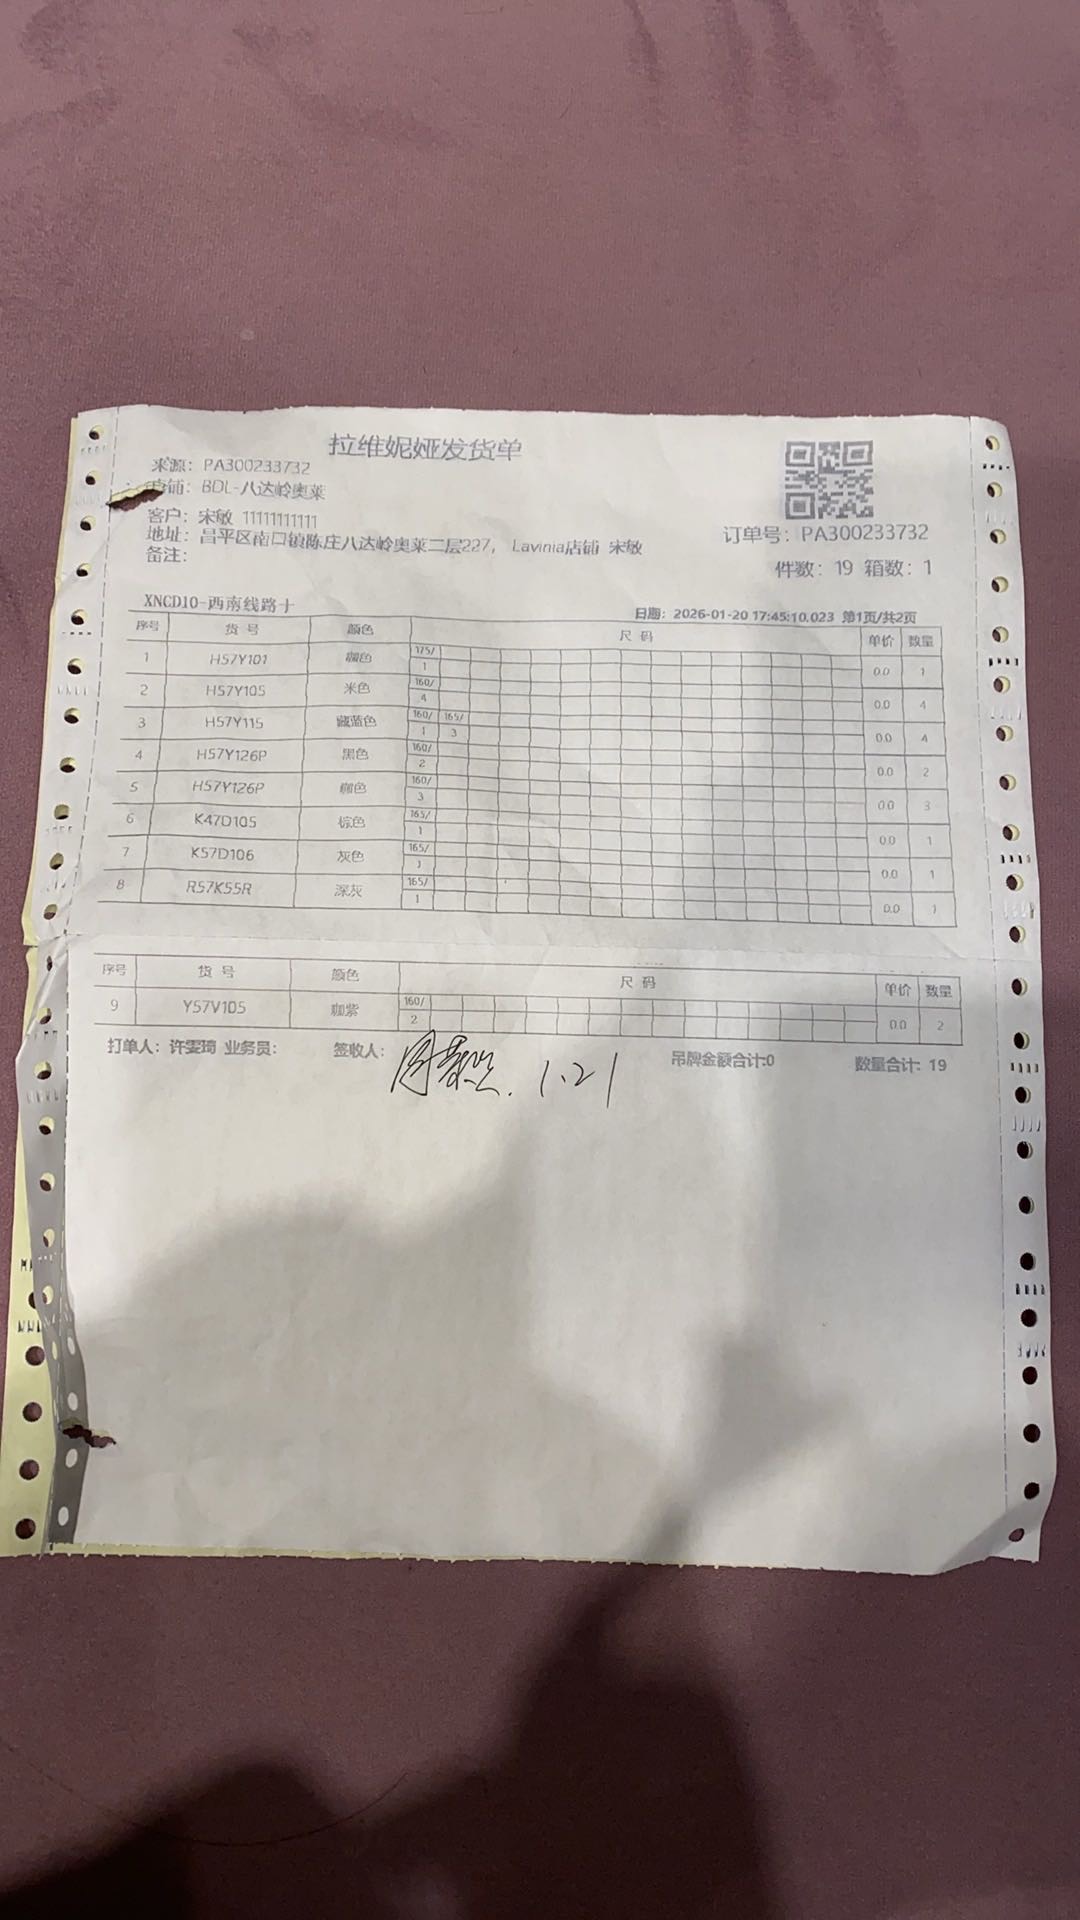 拉维妮娅发货单
来源：PA300233732
店铺：BDL-八达岭奥莱
客户：宋敏 11111111111
地址：昌平区南口镇陈庄八达岭奥莱二层227， Lavinia店铺 宋敏
备注：
订单号：PA300233732
件数：19 箱数：1
XNCD10-西南线路十
日期：2026-01-20 17:45:10.023 第1页/共2页
序号 货号 颜色 尺码 单价 数量
1 H57Y101 咖色 175/ 1 0.0 1
2 H57Y105 米色 160/ 4 0.0 4
3 H57Y115 藏蓝色 160/ 1 165/ 3 0.0 4
4 H57Y126P 黑色 160/ 2 0.0 2
5 H57Y126P 咖色 160/ 3 0.0 3
6 K47D105 棕色 165/ 1 0.0 1
7 K57D106 灰色 165/ 1 0.0 1
8 R57K55R 深灰 165/ 1 0.0 1
序号 货号 颜色 尺码 单价 数量
9 Y57V105 咖紫 160/ 2 0.0 2
打单人：许雯琦 业务员： 签收人： 1.21 吊牌金额合计:0 数量合计：19